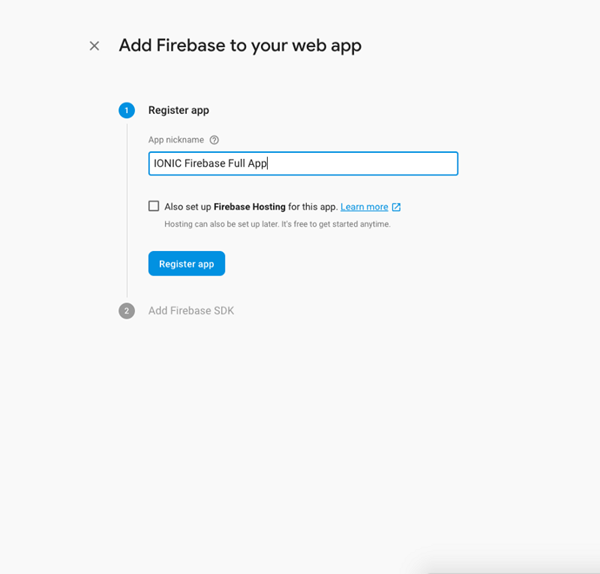 Add Firebase to your web app
1
Register app
App nickname
IONIC Firebase Full App
Also set up Firebase Hosting for this app. Learn more
Hosting can also be set up later. It's free to get started anytime.
Register app
2
Add Firebase SDK